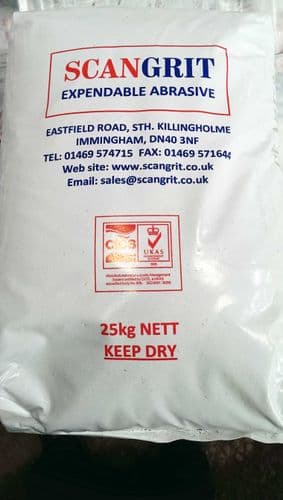 SCANGRIT
EXPENDABLE ABRASIVE
EASTFIELD ROAD, STH. KILLINGHOLME
IMMINGHAM, DN40 3NF
TEL: 01469 574715 FAX: 01469 571644
Web site: www.scangrit.co.uk
Email: sales@scangrit.co.uk
UKAS
25kg NETT
KEEP DRY